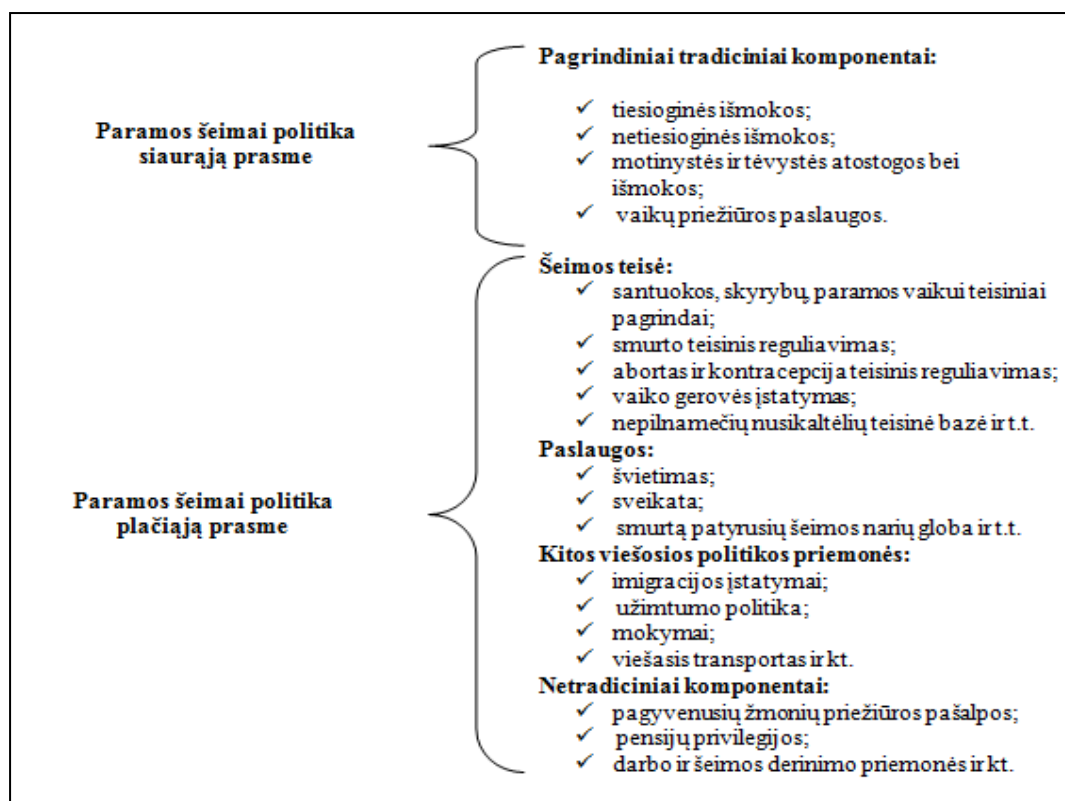 Pagrindiniai tradiciniai komponentai:
Paramos šeimai politika
siaurąją prasme
✓ tiesioginės išmokos;
✓ netiesioginės išmokos;
✓ motinystės ir tėvystės atostogos bei
išmokos;
✓ vaikų priežiūros paslaugos.
Paramos šeimai politika
plačiąją prasme
Šeimos teisė:
✓ santuokos, skyrybų, paramos vaikui teisiniai
pagrindai;
✓ smurto teisinis reguliavimas;
✓ abortas ir kontracepcija teisinis reguliavimas;
✓ vaiko gerovės įstatymas;
✓ nepilnamečių nusikaltėlių teisinė bazė ir t.t.
Paslaugos:
✓ švietimas;
✓ sveikata;
✓ smurtą patyrusių šeimos narių globa ir t.t.
Kitos viešosios politikos priemonės:
✓ imigracijos įstatymai;
✓ užimtumo politika;
✓ mokymai;
✓ viešasis transportas ir kt.
Netradiciniai komponentai:
✓ pagyvenusių žmonių priežiūros pašalpos;
✓ pensijų privilegijos;
✓ darbo ir šeimos derinimo priemonės ir kt.